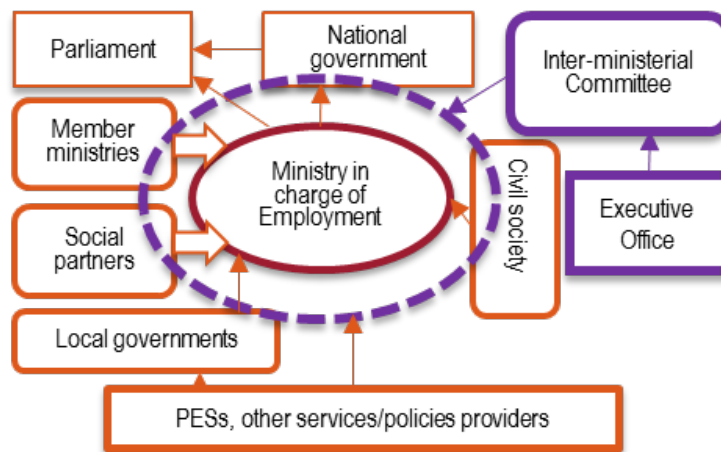 Parliament
National
government
Inter-ministerial
Committee
Member
ministries
Ministry in
charge of
Employment
Civil society
Social
partners
Executive
Office
Local governments
PESs, other services/policies providers